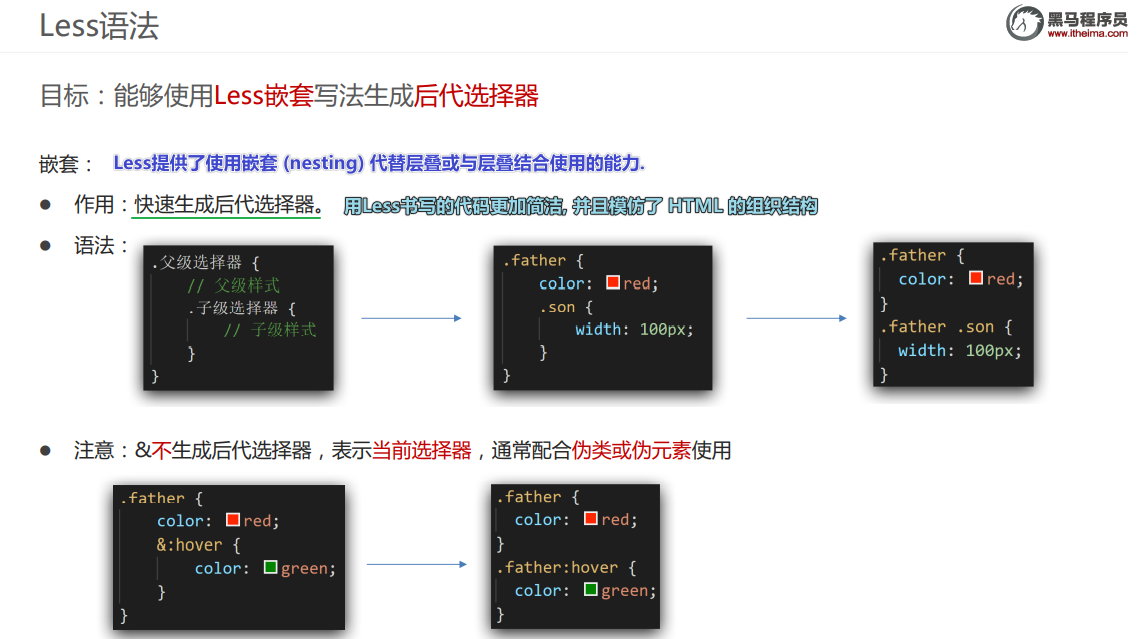 Less语法
黑马程序员
www.itheima.com
目标：能够使用Less嵌套写法生成后代选择器
嵌套： Less提供了使用嵌套 (nesting) 代替层叠或与层叠结合使用的能力.
● 作用：快速生成后代选择器。 用Less书写的代码更加简洁, 并且模仿了 HTML 的组织结构
● 语法：
.父级选择器 {
// 父级样式
.子级选择器 {
// 子级样式
}
}
.father {
color: red;
.son {
width: 100px;
}
}
.father {
color: red;
}
.father .son {
width: 100px;
}
● 注意：&不生成后代选择器，表示当前选择器，通常配合伪类或伪元素使用
.father {
color: red;
&:hover {
color: green;
}
}
.father {
color: red;
}
.father:hover {
color: green;
}